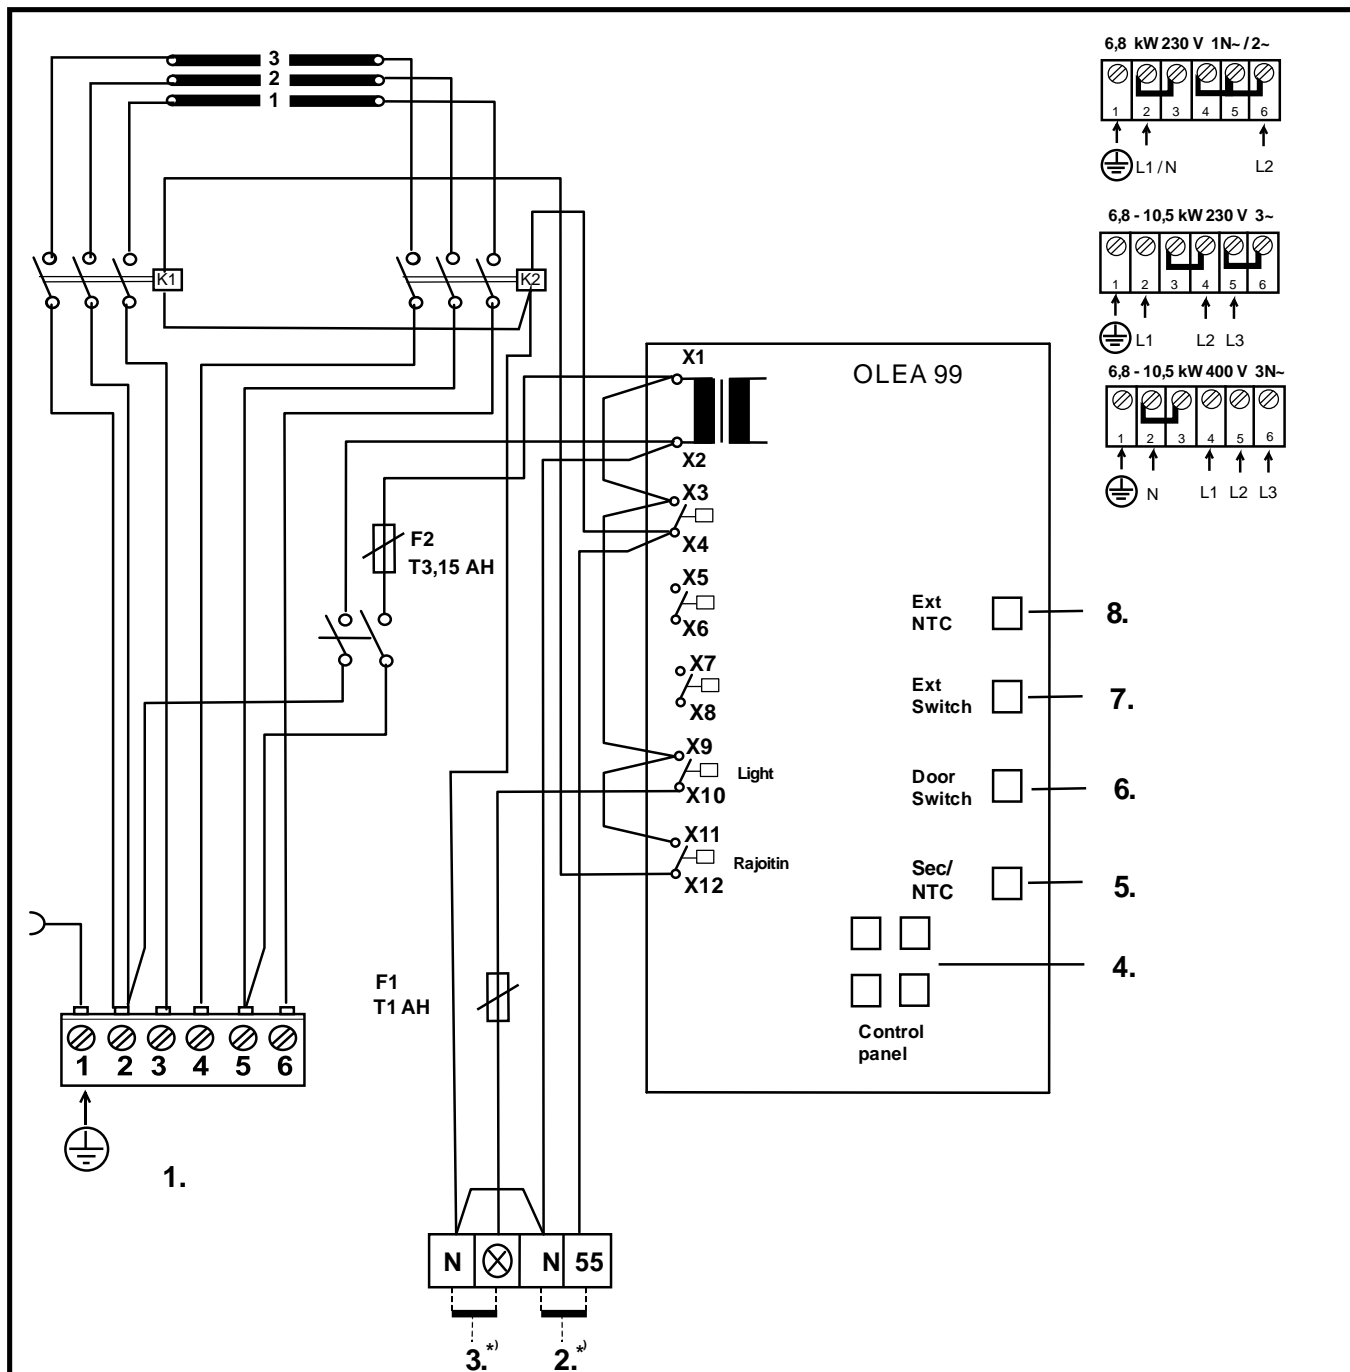 3
2
1
K1
K2
6,8 kW 230 V 1N~ / 2~
1 2 3 4 5 6
L1 / N L2
6,8 - 10,5 kW 230 V 3~
1 2 3 4 5 6
L1 L2 L3
6,8 - 10,5 kW 400 V 3N~
1 2 3 4 5 6
N L1 L2 L3
OLEA 99
X1
X2
X3
X4
X5
X6
X7
X8
X9
Light
X10
X11
Rajoitin
X12
F2
T3,15 AH
Ext
NTC
8.
Ext
Switch
7.
Door
Switch
6.
Sec/
NTC
5.
4.
Control
panel
F1
T1 AH
1 2 3 4 5 6
1.
N N 55
3.*) 2.*)